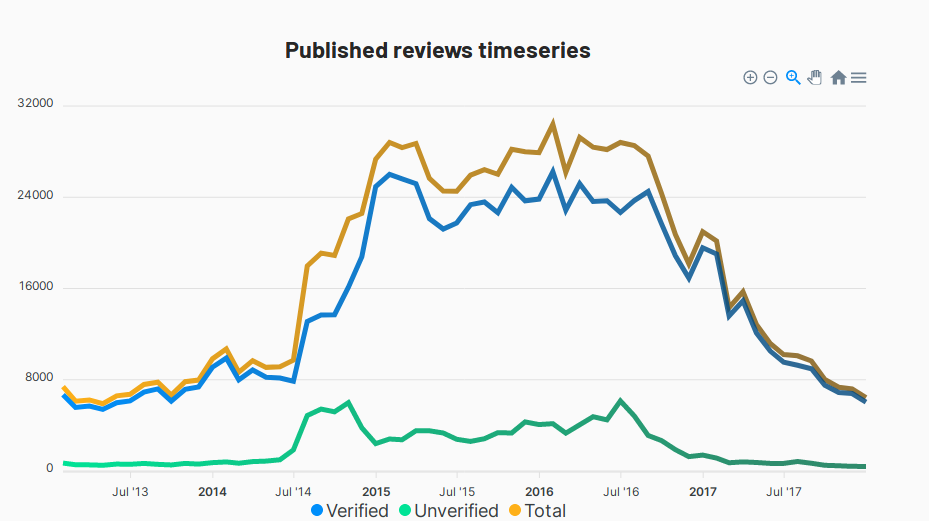 Published reviews timeseries
32000
24000
16000
8000
0
Jul '13 2014 Jul '14 2015 Jul '15 2016 Jul '16 2017 Jul '17
Verified Unverified Total